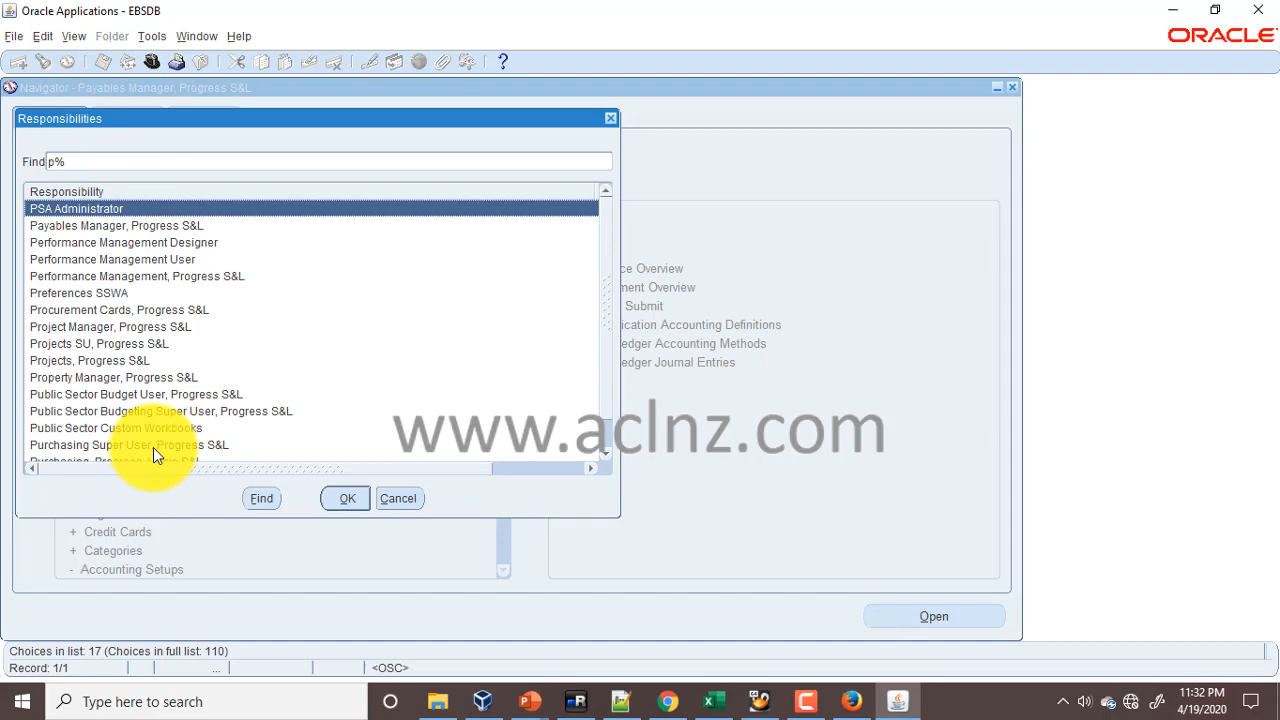 Oracle Applications - EBSDB
File Edit View Folder Tools Window Help
ORACLE
Navigator - Payables Manager, Progress S&L
Responsibilities
Find p%
Responsibility
PSA Administrator
Payables Manager, Progress S&L
Performance Management Designer
Performance Management User
Performance Management, Progress S&L
Preferences SSWA
Procurement Cards, Progress S&L
Project Manager, Progress S&L
Projects SU, Progress S&L
Projects, Progress S&L
Property Manager, Progress S&L
Public Sector Budget User, Progress S&L
Public Sector Budgeting Super User, Progress S&L
Public Sector Custom Workbooks
Purchasing Super User, Progress S&L
Find OK Cancel
ce Overview
ment Overview
Submit
ication Accounting Definitions
edger Accounting Methods
edger Journal Entries
www.aclnz.com
+ Credit Cards
+ Categories
- Accounting Setups
Open
Choices in list: 17 (Choices in full list: 110)
Record: 1/1 ... <OSC>
Type here to search
11:32 PM
4/19/2020